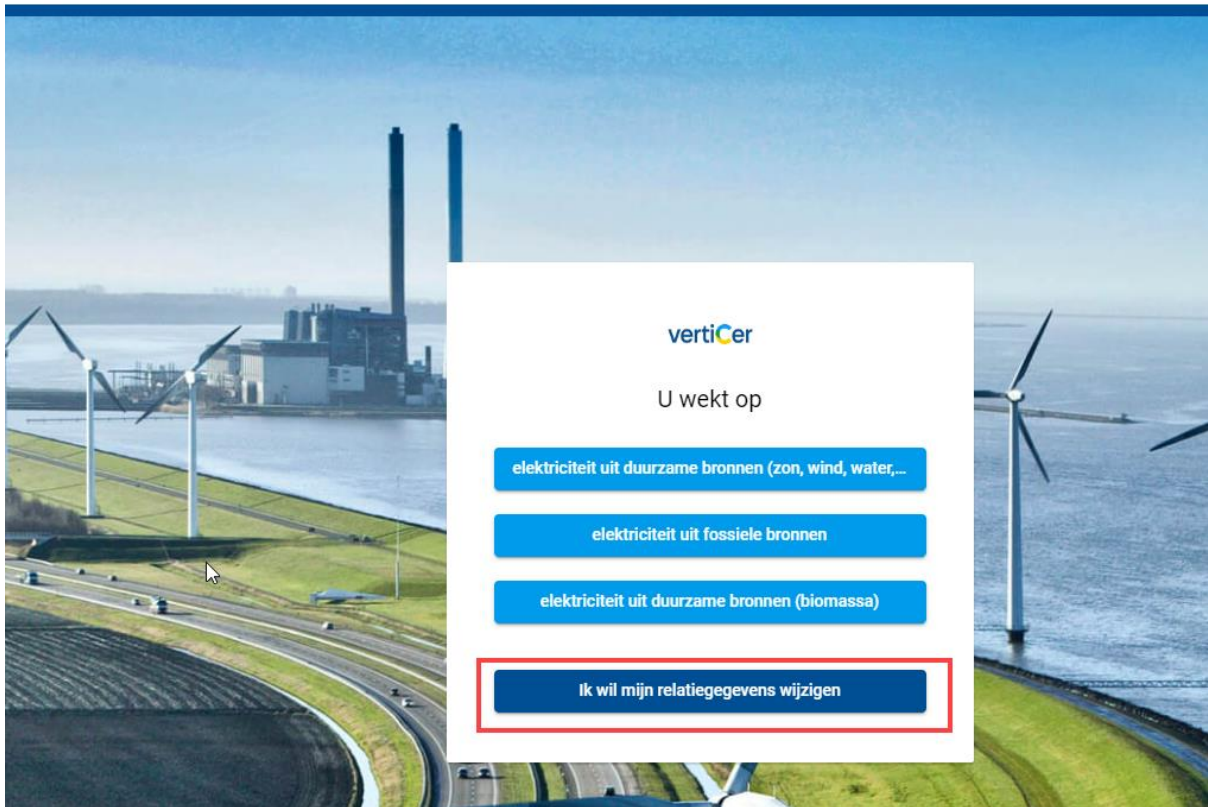 vertiCer
U wekt op
elektriciteit uit duurzame bronnen (zon, wind, water,...
elektriciteit uit fossiele bronnen
elektriciteit uit duurzame bronnen (biomassa)
Ik wil mijn relatiegegevens wijzigen